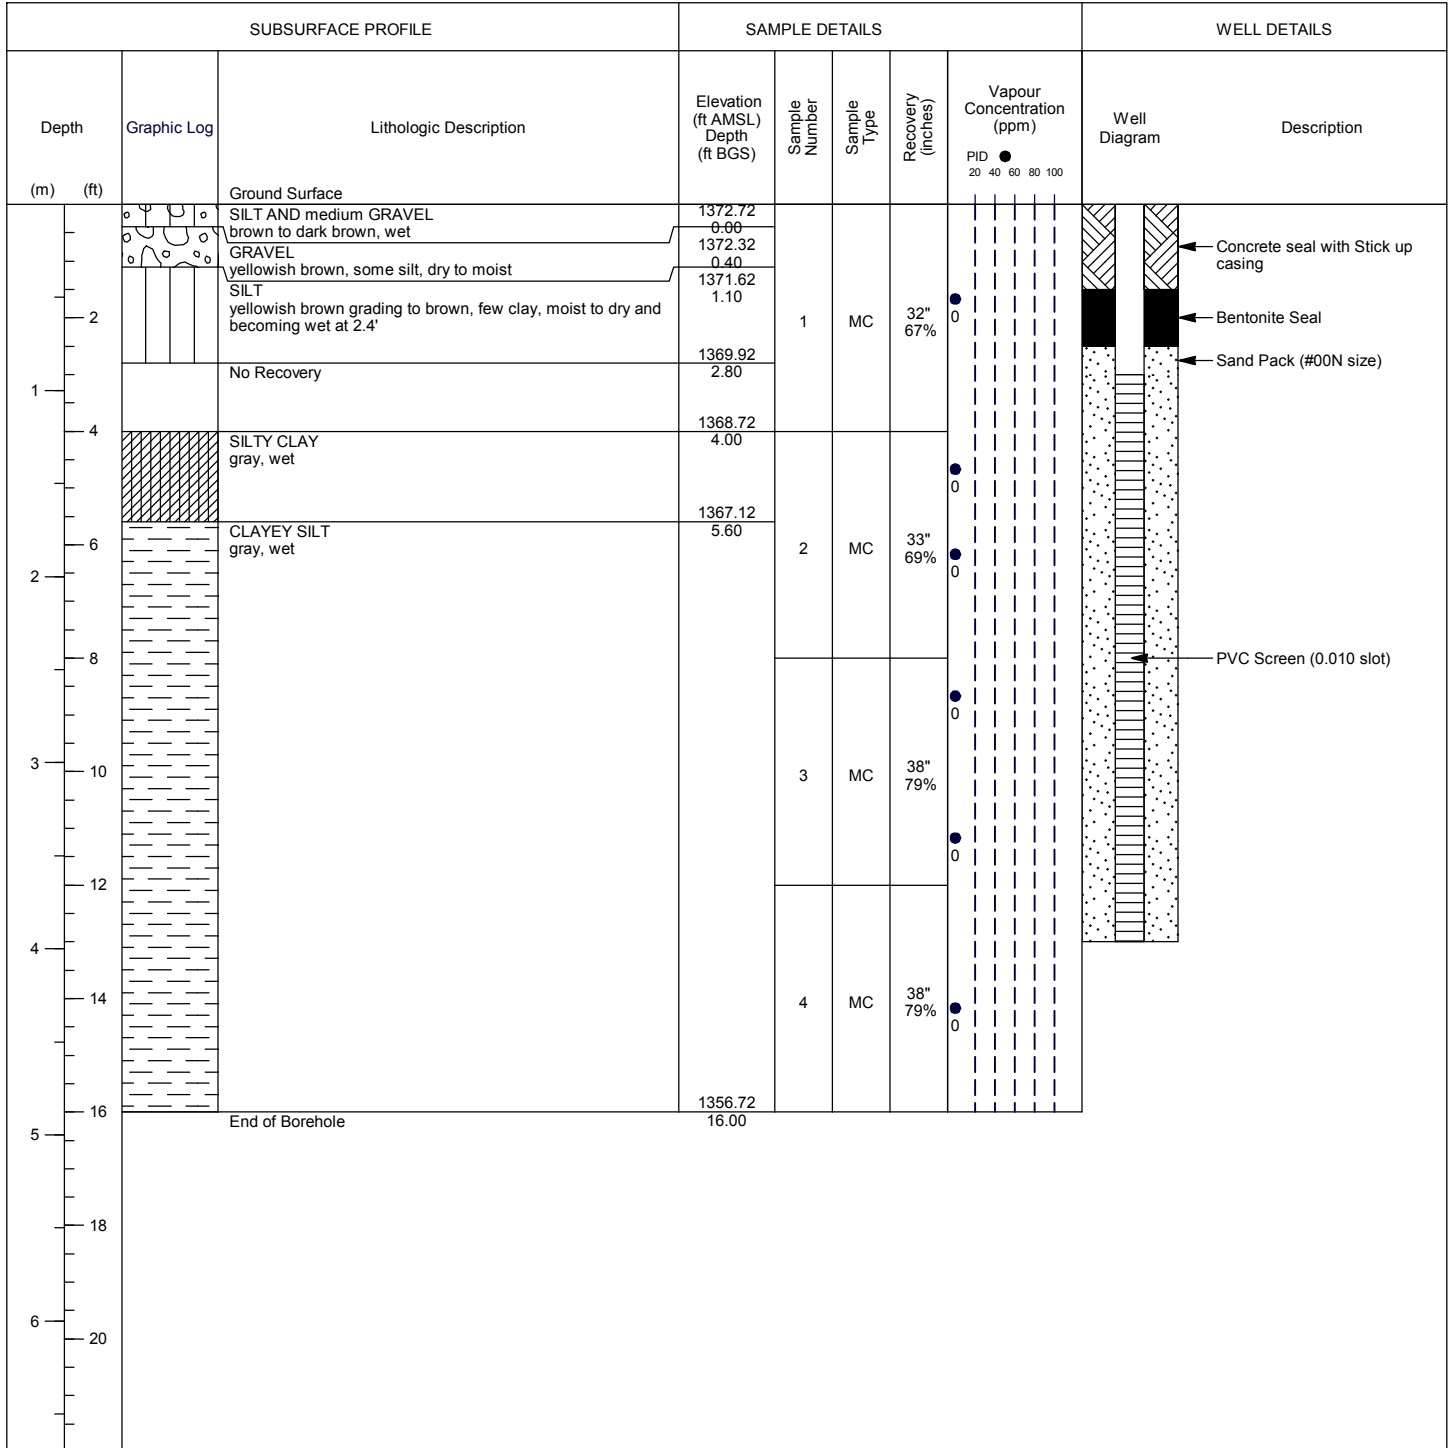 SUBSURFACE PROFILE
SAMPLE DETAILS
WELL DETAILS
Depth
(m)
(ft)
Graphic Log
Lithologic Description
Ground Surface
Elevation
(ft AMSL)
Depth
(ft BGS)
Sample
Number
Sample
Type
Recovery
(inches)
Vapour
Concentration
(ppm)
PID
20 40 60 80 100
Well
Diagram
Description
SILT AND medium GRAVEL
brown to dark brown, wet
GRAVEL
yellowish brown, some silt, dry to moist
SILT
yellowish brown grading to brown, few clay, moist to dry and
becoming wet at 2.4'
No Recovery
SILTY CLAY
gray, wet
CLAYEY SILT
gray, wet
End of Borehole
1372.72
0.00
1372.32
0.40
1371.62
1.10
1369.92
2.80
1368.72
4.00
1367.12
5.60
1356.72
16.00
1
MC
32"
67%
2
MC
33"
69%
3
MC
38"
79%
4
MC
38"
79%
0
0
0
0
0
0
Concrete seal with Stick up
casing
Bentonite Seal
Sand Pack (#00N size)
PVC Screen (0.010 slot)
1
2
3
4
5
6
2
4
6
8
10
12
14
16
18
20